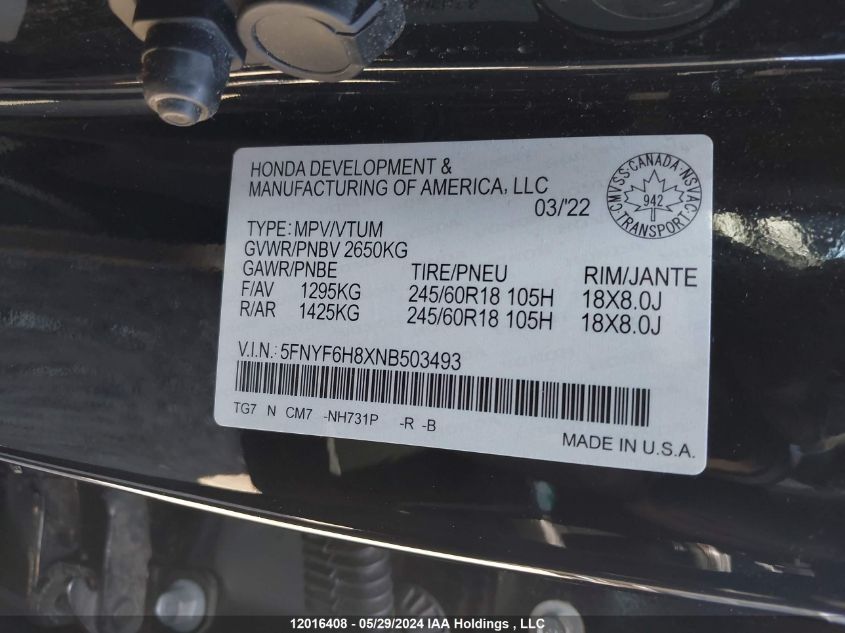 HONDA DEVELOPMENT &
MANUFACTURING OF AMERICA, LLC
03/'22
CMVSS·CANADA·NSVAC
942
TRANSPORT
TYPE: MPV/VTUM
GVWR/PNBV 2650KG
GAWR/PNBE TIRE/PNEU RIM/JANTE
F/AV 1295KG 245/60R18 105H 18X8.0J
R/AR 1425KG 245/60R18 105H 18X8.0J
V.I.N.: 5FNYF6H8XNB503493
TG7 N CM7 -NH731P -R -B
MADE IN U.S.A.
12016408 - 05/29/2024 IAA Holdings , LLC